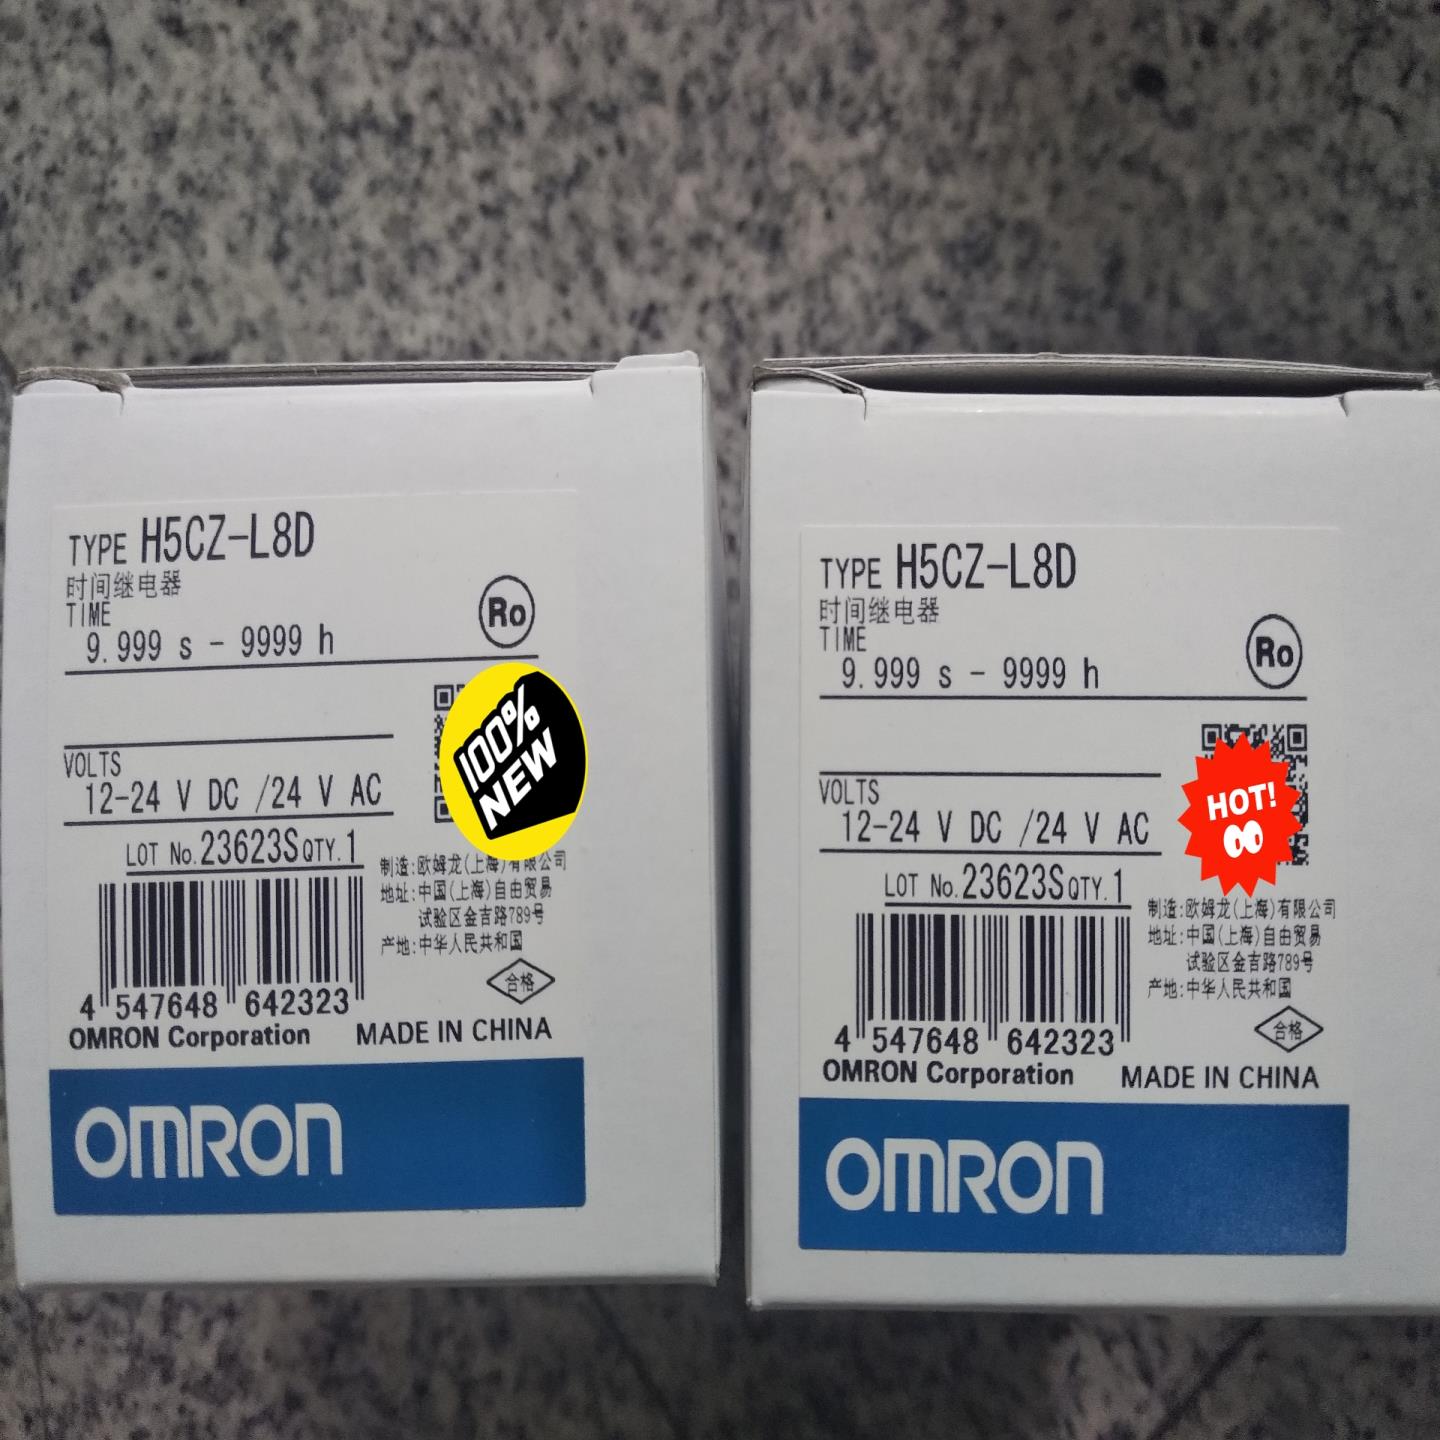 TYPE H5CZ-L8D
时间继电器
TIME
9.999 s - 9999 h
Ro
VOLTS
12-24 V DC /24 V AC
LOT No.23623S QTY.1
100%
NEW
制造:欧姆龙(上海)有限公司
地址:中国(上海)自由贸易
试验区金吉路789号
产地:中华人民共和国
合格
4 547648 642323
OMRON Corporation
MADE IN CHINA
OMRON
TYPE H5CZ-L8D
时间继电器
TIME
9.999 s - 9999 h
Ro
VOLTS
12-24 V DC /24 V AC
LOT No.23623S QTY.1
HOT!
制造:欧姆龙(上海)有限公司
地址:中国(上海)自由贸易
试验区金吉路789号
产地:中华人民共和国
合格
4 547648 642323
OMRON Corporation
MADE IN CHINA
OMRON